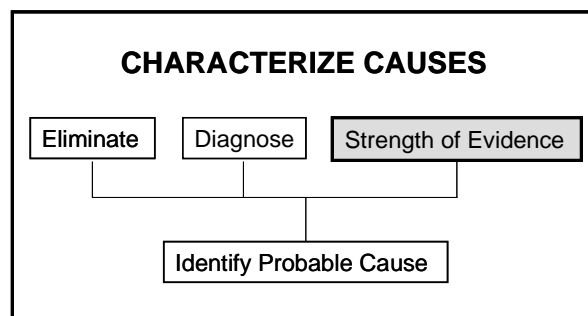 CHARACTERIZE CAUSES
Eliminate
Diagnose
Strength of Evidence
Identify Probable Cause